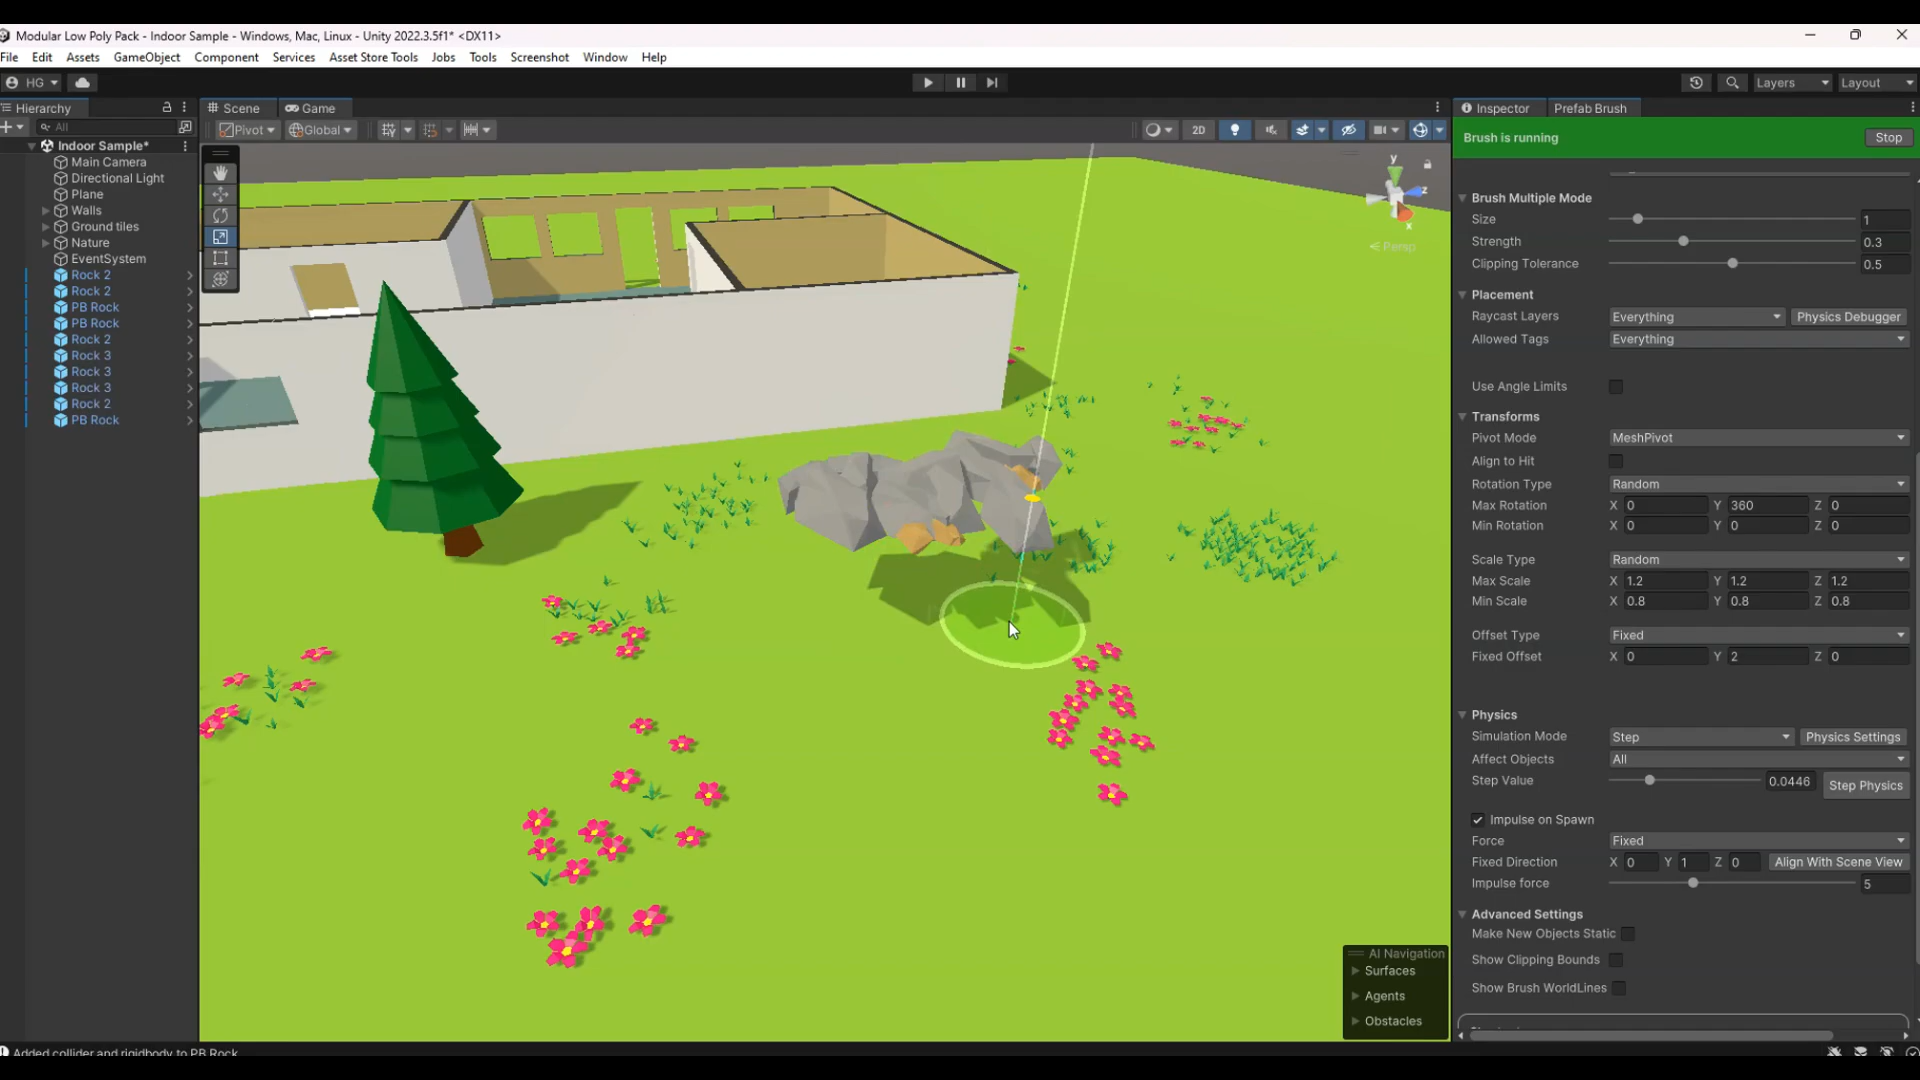 Modular Low Poly Pack - Indoor Sample - Windows, Mac, Linux - Unity 2022.3.5f1* <DX11>
File Edit Assets GameObject Component Services Asset Store Tools Jobs Tools Screenshot Window Help
HG
Layers Layout
Hierarchy
Scene Game
Inspector Prefab Brush
All
Pivot Global
2D
Brush is running Stop
Indoor Sample*
Main Camera
Directional Light
Plane
Walls
Ground tiles
Nature
EventSystem
Rock 2
Rock 2
PB Rock
PB Rock
Rock 2
Rock 3
Rock 3
Rock 3
Rock 2
PB Rock
y
z
x
Persp
Brush Multiple Mode
Size 1
Strength 0.3
Clipping Tolerance 0.5
Placement
Raycast Layers Everything Physics Debugger
Allowed Tags Everything
Use Angle Limits
Transforms
Pivot Mode MeshPivot
Align to Hit
Rotation Type Random
Max Rotation X 0 Y 360 Z 0
Min Rotation X 0 Y 0 Z 0
Scale Type Random
Max Scale X 1.2 Y 1.2 Z 1.2
Min Scale X 0.8 Y 0.8 Z 0.8
Offset Type Fixed
Fixed Offset X 0 Y 2 Z 0
Physics
Simulation Mode Step Physics Settings
Affect Objects All
Step Value 0.0446 Step Physics
Impulse on Spawn
Force Fixed
Fixed Direction X 0 Y 1 Z 0 Align With Scene View
Impulse force 5
Advanced Settings
Make New Objects Static
Show Clipping Bounds
Show Brush WorldLines
AI Navigation
Surfaces
Agents
Obstacles
Added collider and rigidbody to PB Rock